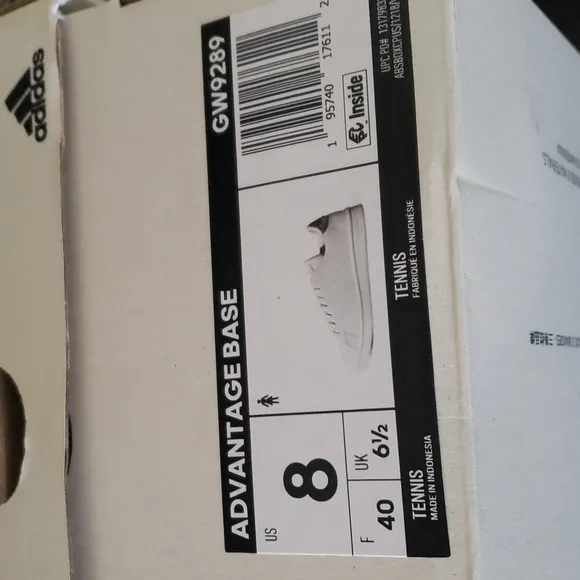 adidas
ADVANTAGE BASE GW9289
US
8
F
40
UK
6½
1 95740 17611 2
Inside
TENNIS
MADE IN INDONESIA
TENNIS
FABRIQUÉ EN INDONÉSIE